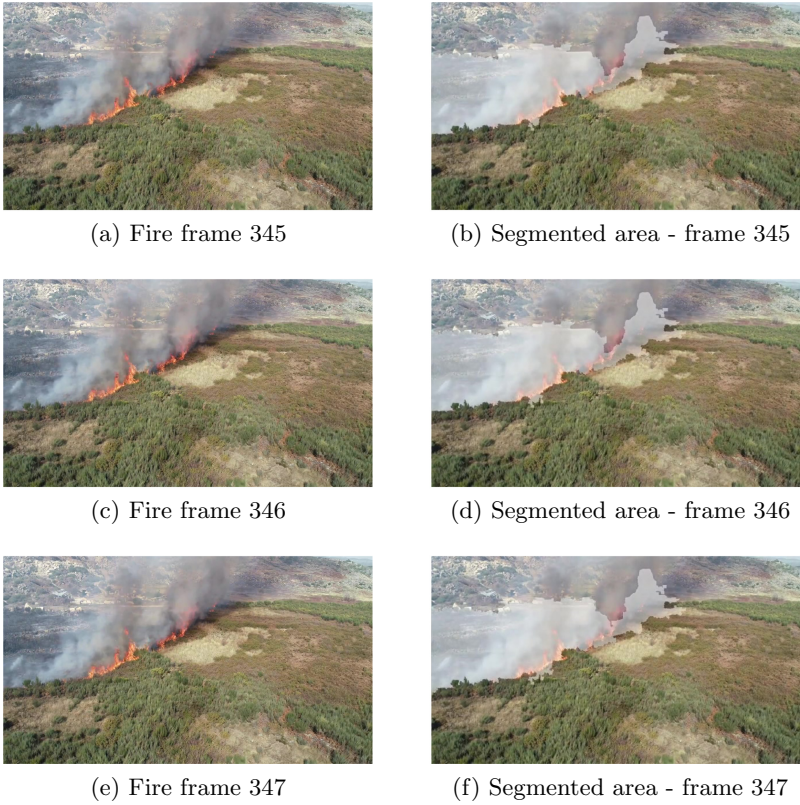 (a) Fire frame 345
(b) Segmented area - frame 345
(c) Fire frame 346
(d) Segmented area - frame 346
(e) Fire frame 347
(f) Segmented area - frame 347